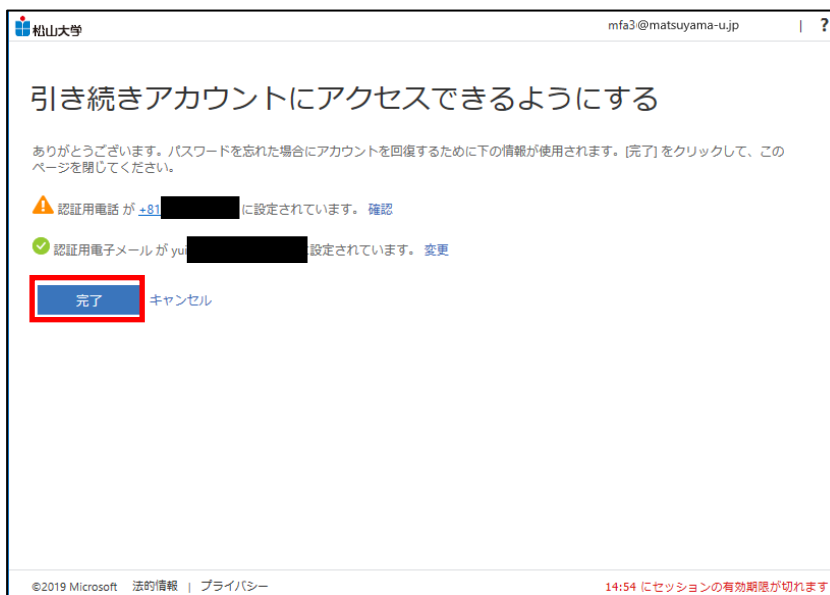 松山大学
mfa3@matsuyama-u.jp | ?
引き続きアカウントにアクセスできるようにする
ありがとうございます。パスワードを忘れた場合にアカウントを回復するために下の情報が使用されます。[完了] をクリックして、この
ページを閉じてください。
認証用電話 が +81 に設定されています。 確認
認証用電子メール が yui 設定されています。 変更
完了 キャンセル
©2019 Microsoft 法的情報 | プライバシー
14:54 にセッションの有効期限が切れます